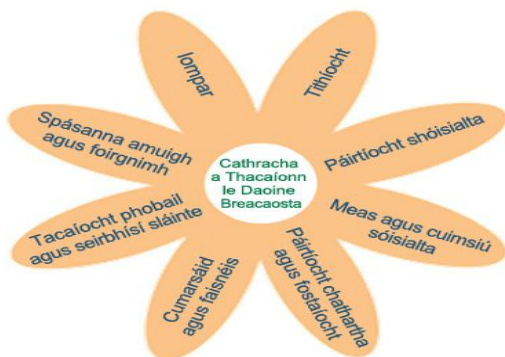 Cathracha
a Thacaíonn
le Daoine
Breacaosta
Tithíocht
Páirtíocht shóisialta
Meas agus cuimsiú
sóisialta
Páirtíocht chathartha
agus fostaíocht
Cumarsáid
agus faisnéis
Tacaíocht phobail
agus seirbhísí sláinte
Spásanna amuigh
agus foirgnimh
Iompar